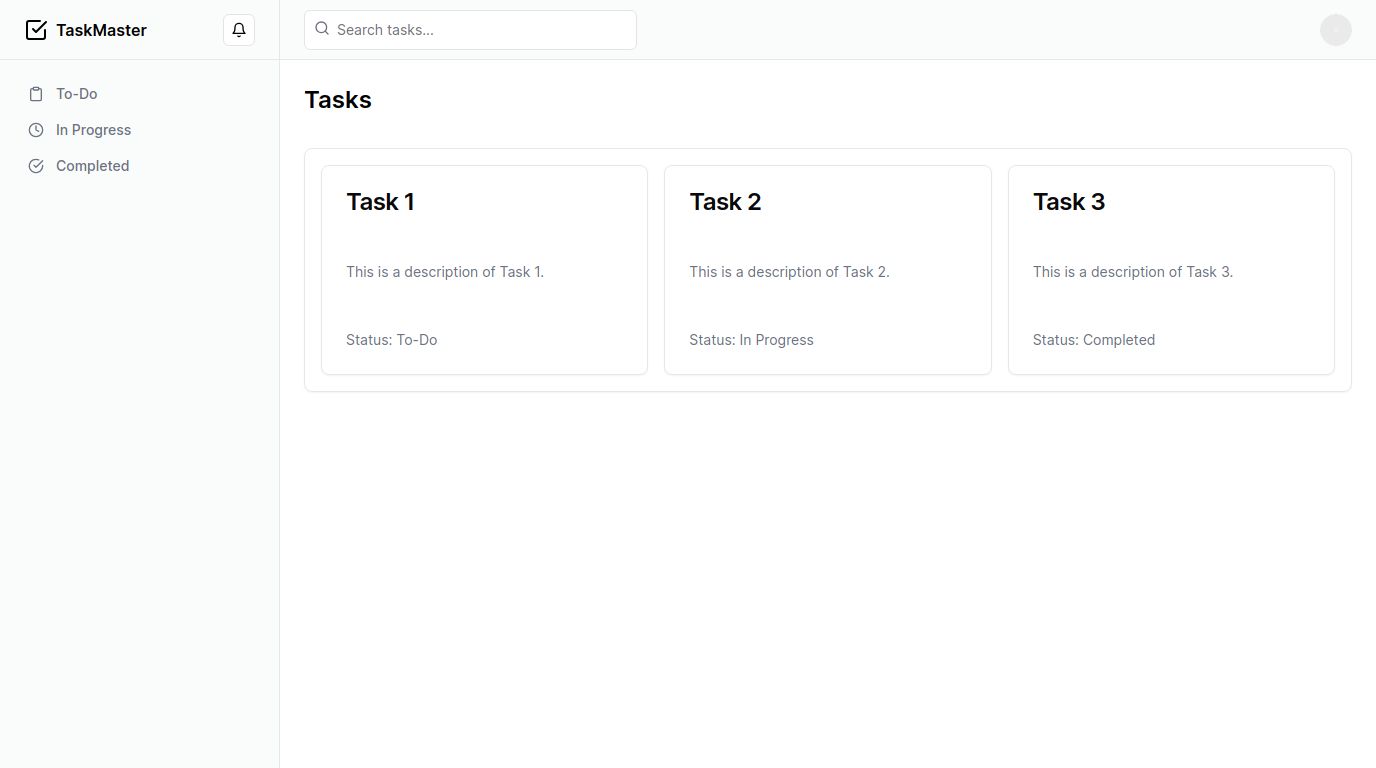 TaskMaster
Search tasks...
To-Do
In Progress
Completed
Tasks
Task 1
This is a description of Task 1.
Status: To-Do
Task 2
This is a description of Task 2.
Status: In Progress
Task 3
This is a description of Task 3.
Status: Completed